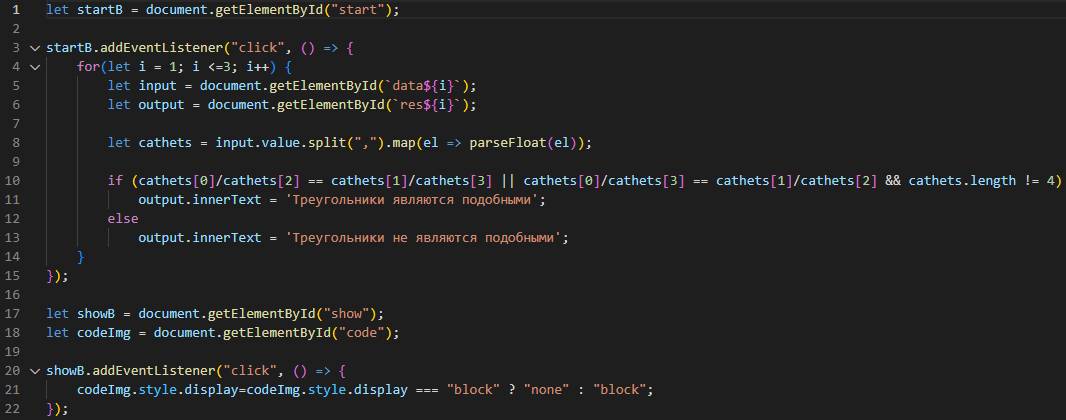 1 let startB = document.getElementById("start");
2
3 startB.addEventListener("click", () => {
4 for(let i = 1; i <=3; i++) {
5 let input = document.getElementById(`data${i}`);
6 let output = document.getElementById(`res${i}`);
7
8 let cathets = input.value.split(",").map(el => parseFloat(el));
9
10 if (cathets[0]/cathets[2] == cathets[1]/cathets[3] || cathets[0]/cathets[3] == cathets[1]/cathets[2] && cathets.length != 4)
11 output.innerText = 'Треугольники являются подобными';
12 else
13 output.innerText = 'Треугольники не являются подобными';
14 }
15 });
16
17 let showB = document.getElementById("show");
18 let codeImg = document.getElementById("code");
19
20 showB.addEventListener("click", () => {
21 codeImg.style.display=codeImg.style.display === "block" ? "none" : "block";
22 });